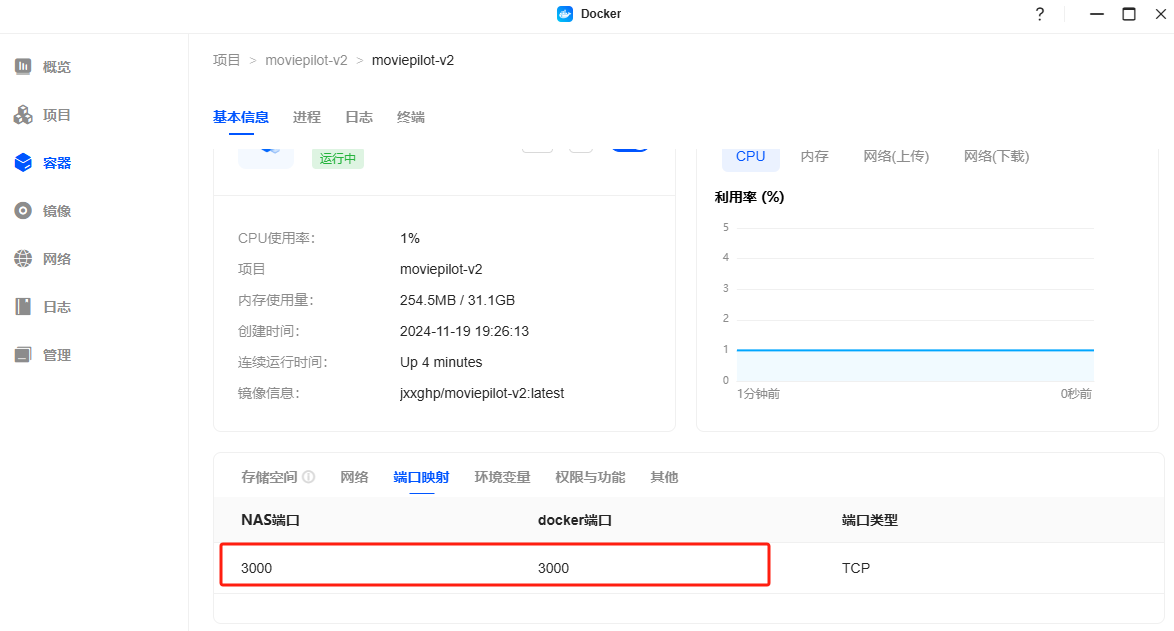 Docker
?
概览
项目
容器
镜像
网络
日志
管理
项目 > moviepilot-v2 > moviepilot-v2
基本信息 进程 日志 终端
运行中
CPU使用率: 1%
项目 moviepilot-v2
内存使用量: 254.5MB / 31.1GB
创建时间: 2024-11-19 19:26:13
连续运行时间: Up 4 minutes
镜像信息: jxxghp/moviepilot-v2:latest
CPU 内存 网络(上传) 网络(下载)
利用率 (%)
5
4
3
2
1
0
1分钟前 0秒前
存储空间 网络 端口映射 环境变量 权限与功能 其他
NAS端口 docker端口 端口类型
3000 3000 TCP